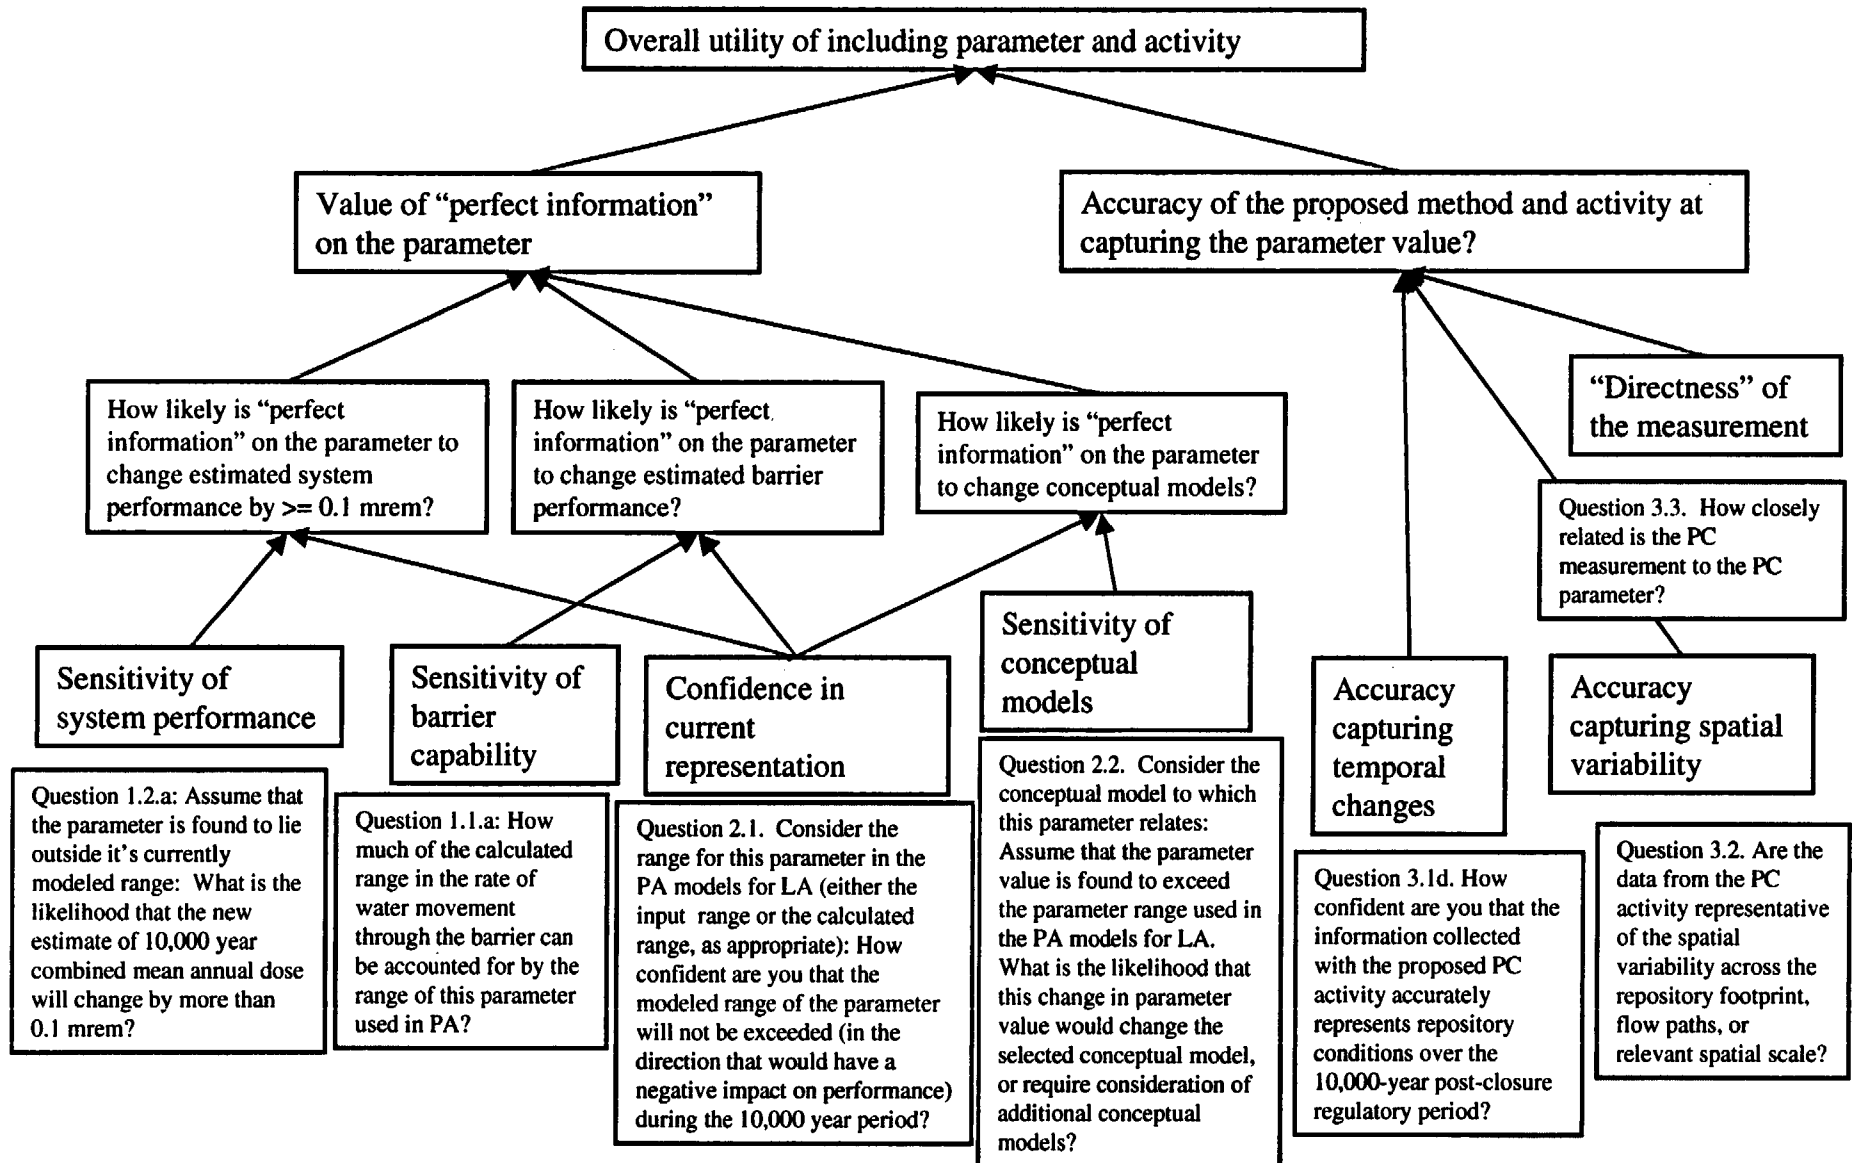 Overall utility of including parameter and activity
Value of “perfect information”
on the parameter
Accuracy of the proposed method and activity at
capturing the parameter value?
How likely is “perfect
information” on the parameter to
change estimated system
performance by >= 0.1 mrem?
How likely is “perfect
information” on the parameter
to change estimated barrier
performance?
How likely is “perfect
information” on the parameter
to change conceptual models?
“Directness” of
the measurement
Question 3.3.  How closely
related is the PC
measurement to the PC
parameter?
Sensitivity of
system performance
Sensitivity of
barrier
capability
Confidence in
current
representation
Sensitivity of
conceptual
models
Accuracy
capturing
temporal
changes
Accuracy
capturing spatial
variability
Question 1.2.a: Assume that
the parameter is found to lie
outside it’s currently
modeled range:  What is the
likelihood that the new
estimate of 10,000 year
combined mean annual dose
will change by more than
0.1 mrem?
Question 1.1.a: How
much of the calculated
range in the rate of
water movement
through the barrier can
be accounted for by the
range of this parameter
used in PA?
Question 2.1.  Consider the
range for this parameter in the
PA models for LA (either the
input  range or the calculated
range, as appropriate): How
confident are you that the
modeled range of the parameter
will not be exceeded (in the
direction that would have a
negative impact on performance)
during the 10,000 year period?
Question 2.2.  Consider the
conceptual model to which
this parameter relates:
Assume that the parameter
value is found to exceed
the parameter range used in
the PA models for LA.
What is the likelihood that
this change in parameter
value would change the
selected conceptual model,
or require consideration of
additional conceptual
models?
Question 3.1d. How
confident are you that the
information collected
with the proposed PC
activity accurately
represents repository
conditions over the
10,000-year post-closure
regulatory period?
Question 3.2. Are the
data from the PC
activity representative
of the spatial
variability across the
repository footprint,
flow paths, or
relevant spatial scale?